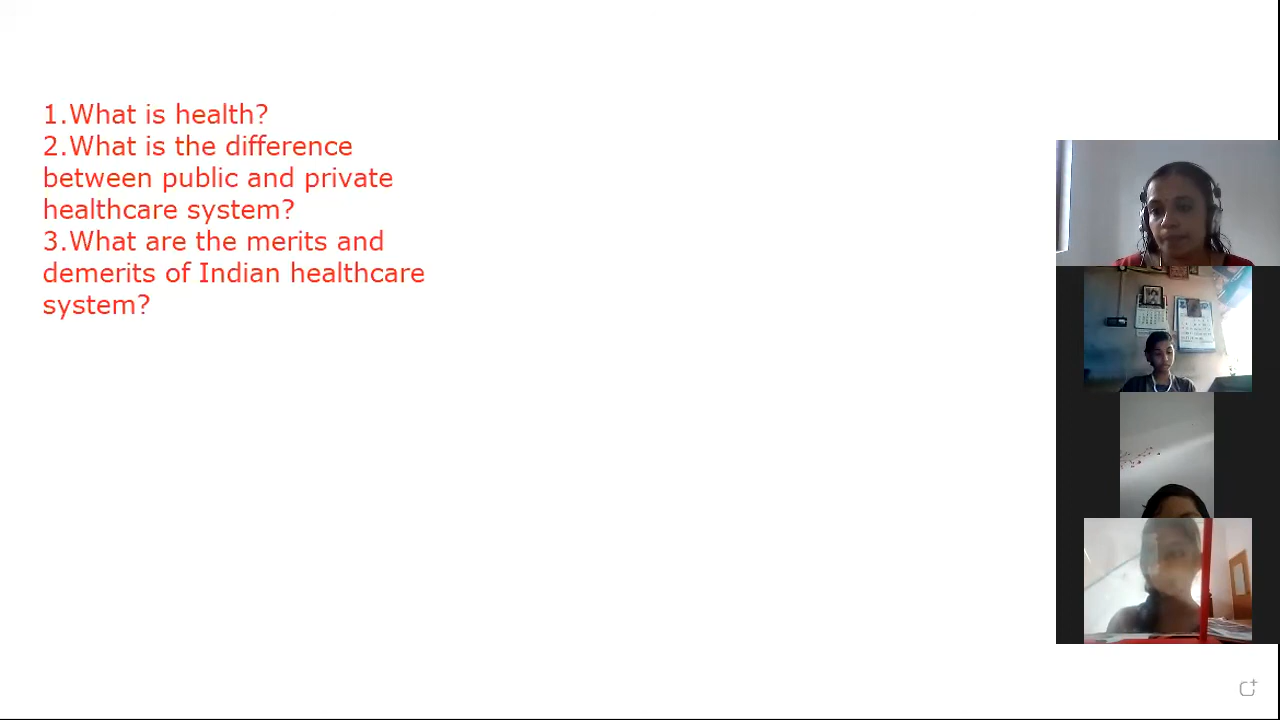 1.What is health?
2.What is the difference
between public and private
healthcare system?
3.What are the merits and
demerits of Indian healthcare
system?